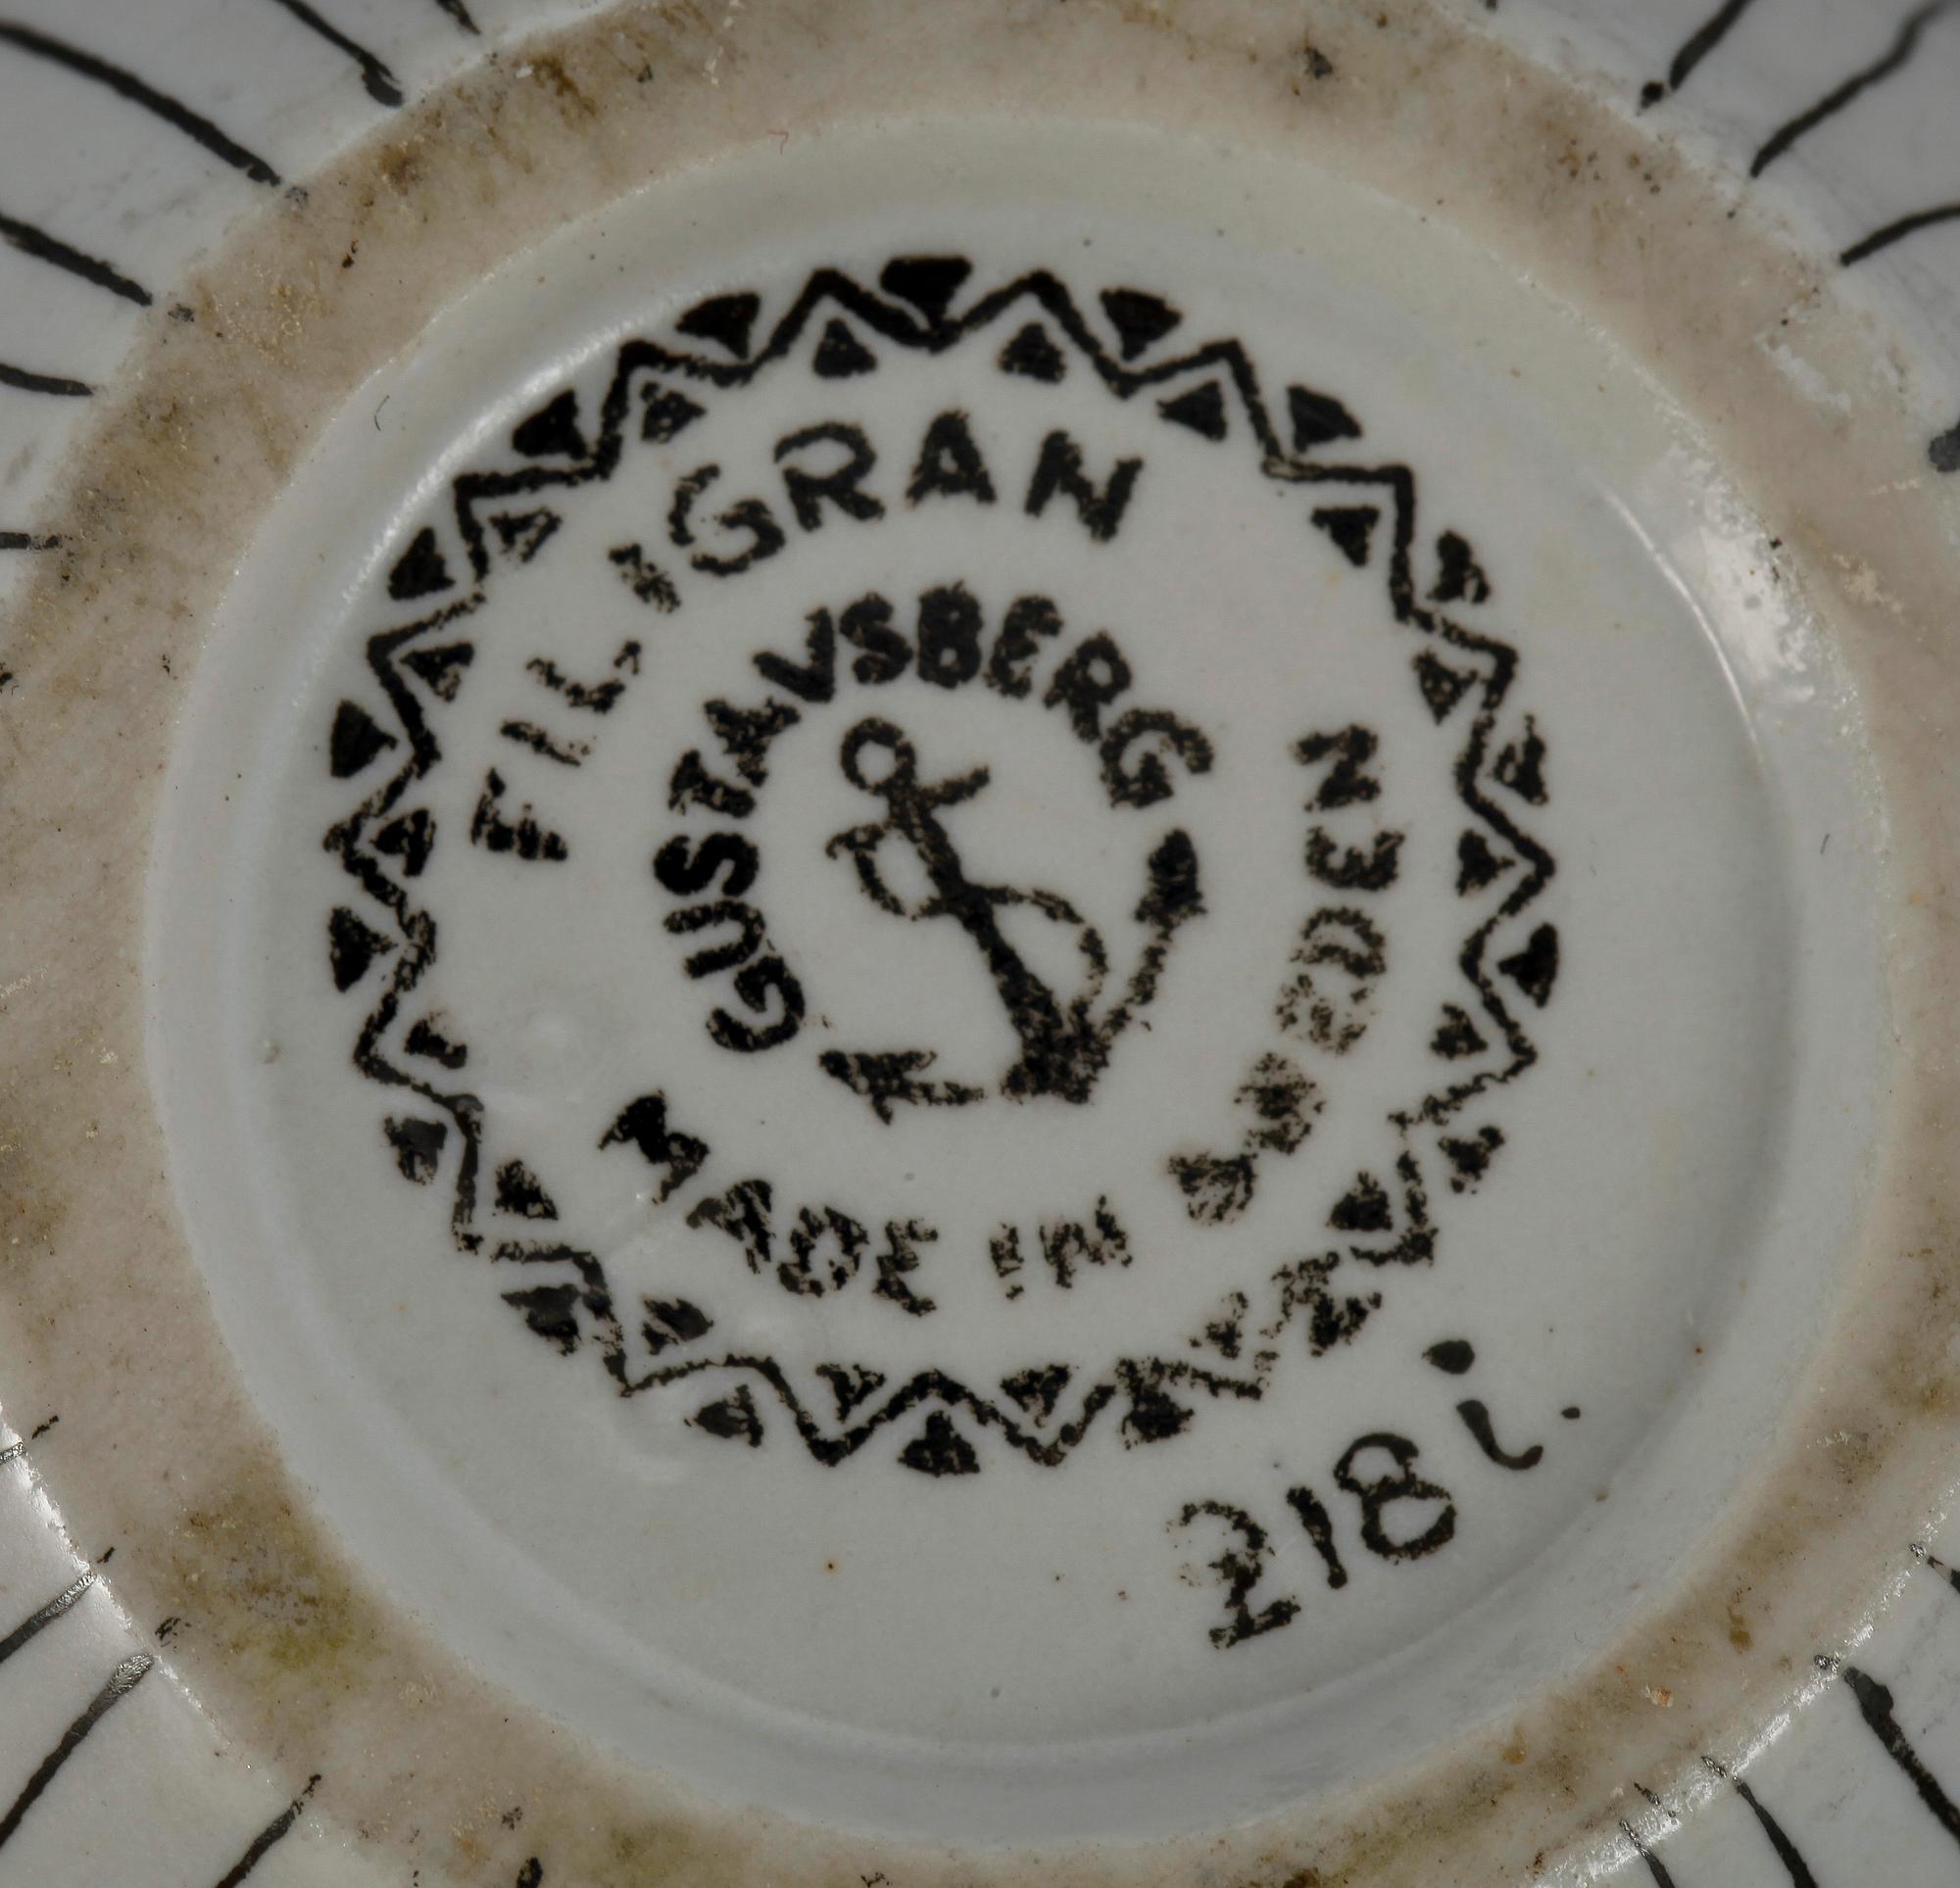 FILIGRAN
GUSTAVSBERG
MADE IN SWEDEN
218 i.